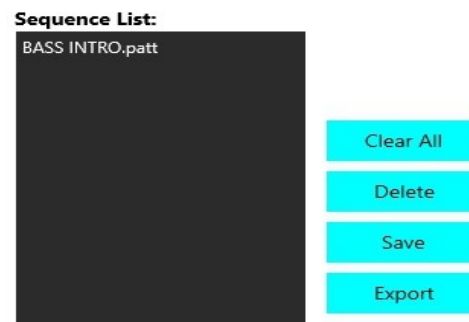 Sequence List:
BASS INTRO.patt
Clear All
Delete
Save
Export